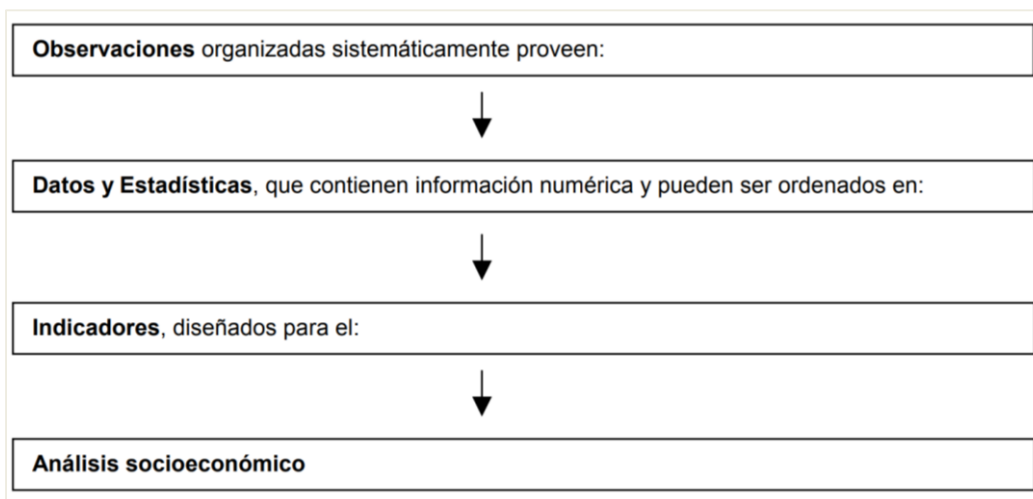 Observaciones organizadas sistemáticamente proveen:
Datos y Estadísticas, que contienen información numérica y pueden ser ordenados en:
Indicadores, diseñados para el:
Análisis socioeconómico